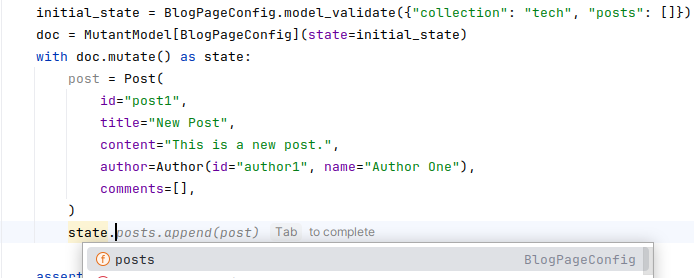 initial_state = BlogPageConfig.model_validate({"collection": "tech", "posts": []})
doc = MutantModel[BlogPageConfig](state=initial_state)
with doc.mutate() as state:
    post = Post(
        id="post1",
        title="New Post",
        content="This is a new post.",
        author=Author(id="author1", name="Author One"),
        comments=[],
    )
    state.posts.append(post) Tab to complete
f posts BlogPageConfig
assert